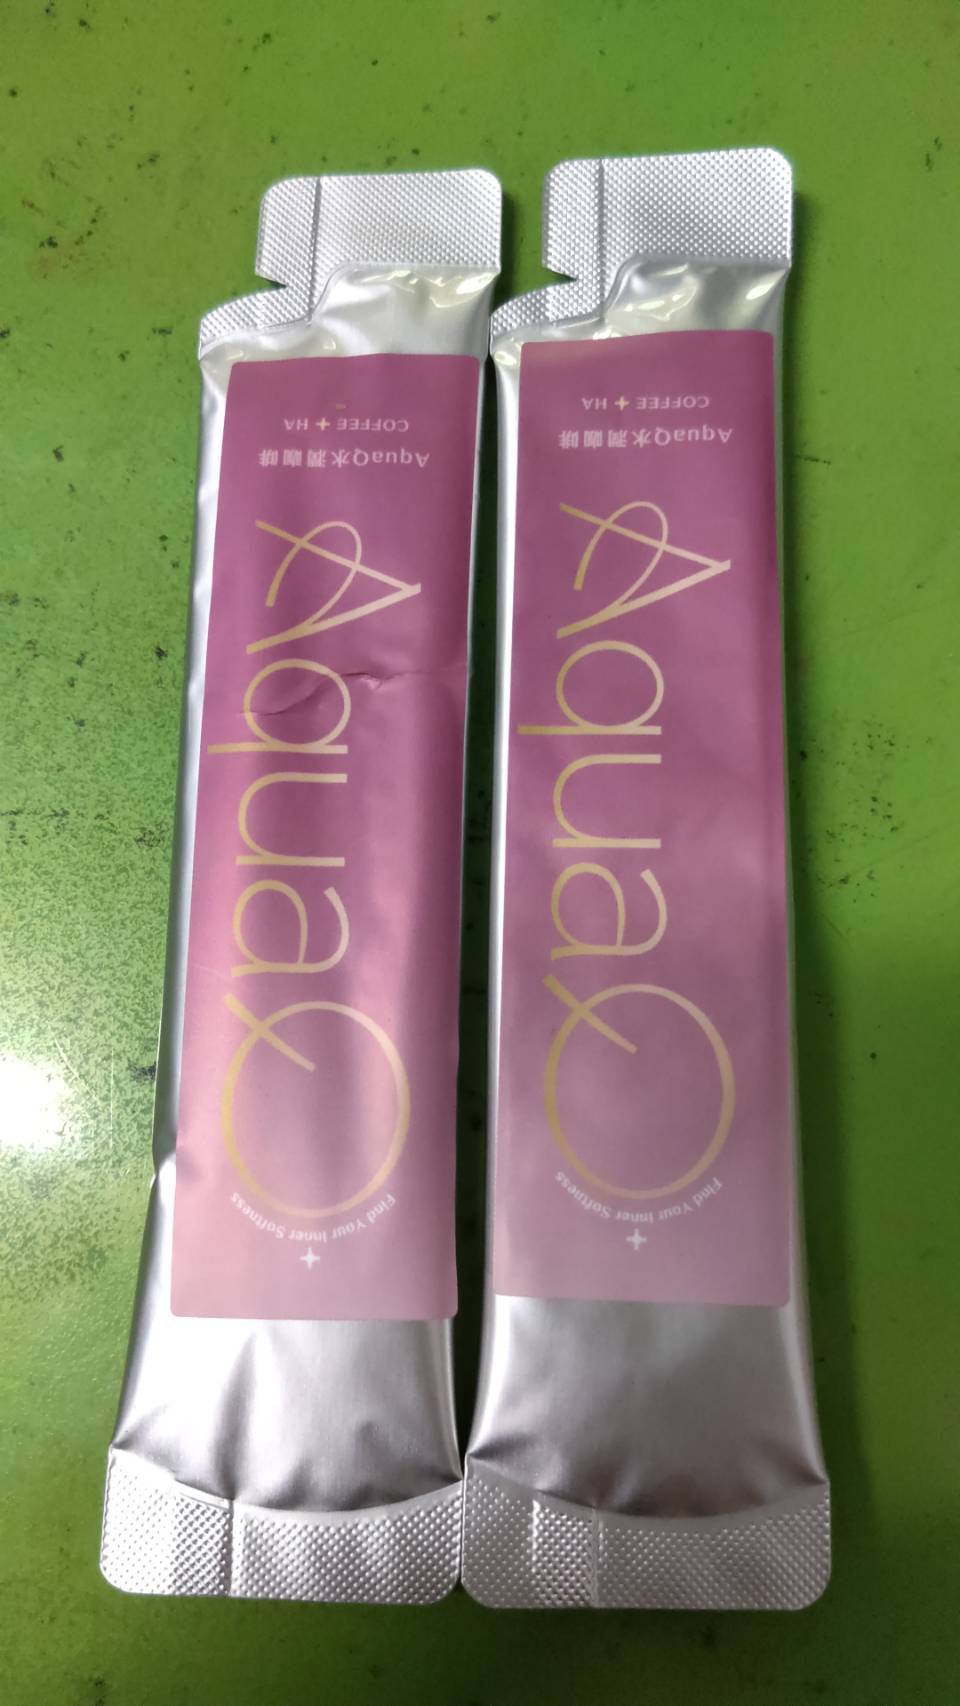 COFFEE + HA
AquaQ水潤咖啡
AquaQ
Find Your Inner Softness
COFFEE + HA
AquaQ水潤咖啡
AquaQ
Find Your Inner Softness